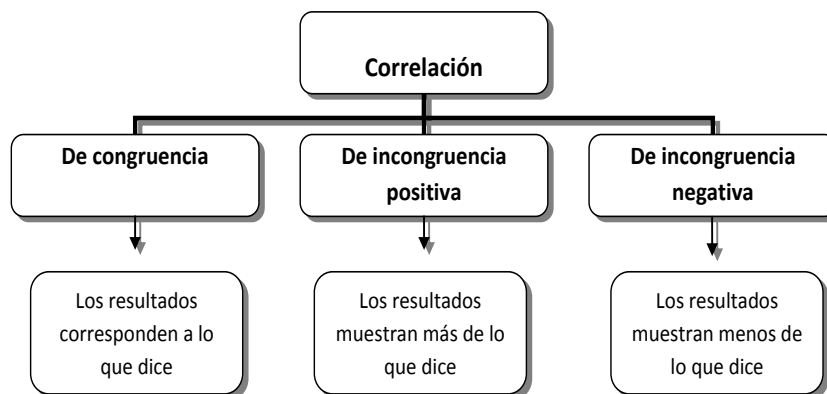 Correlación
De congruencia
De incongruencia
positiva
De incongruencia
negativa
Los resultados
corresponden a lo
que dice
Los resultados
muestran más de lo
que dice
Los resultados
muestran menos de
lo que dice